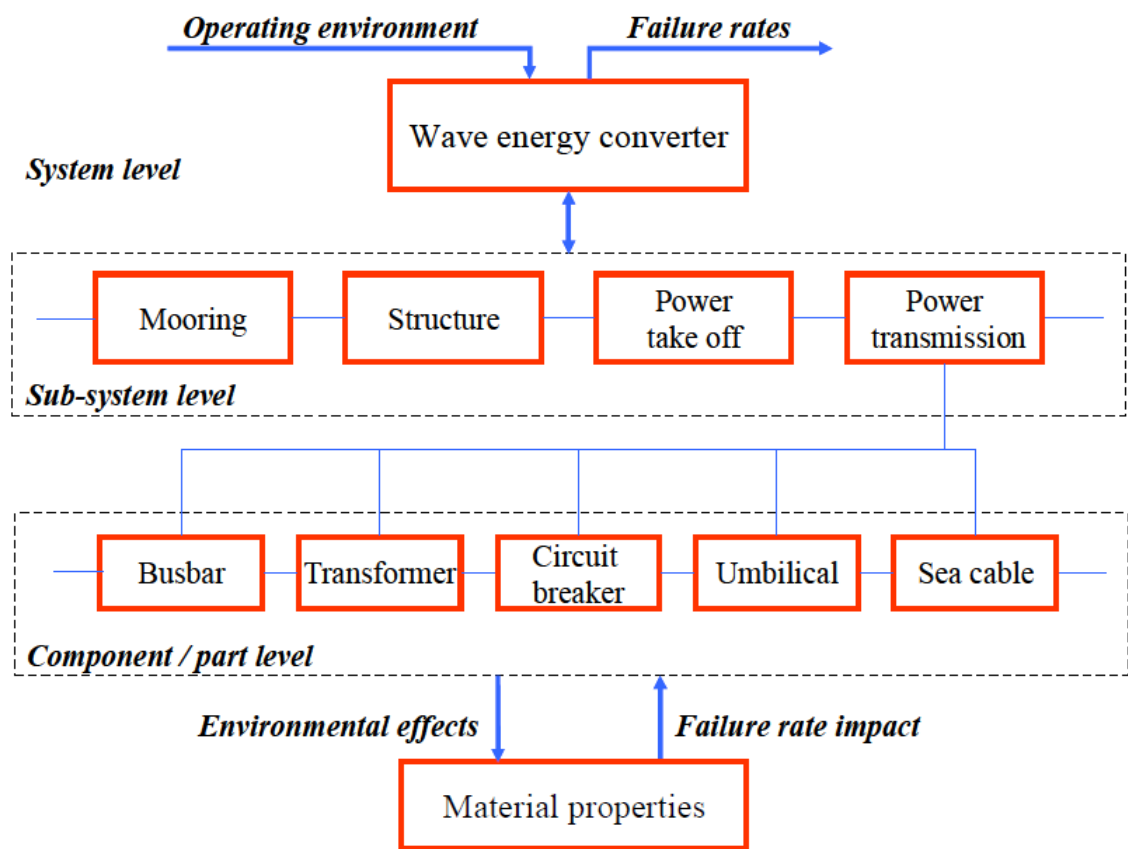 Operating environment
Failure rates
Wave energy converter
System level
Mooring
Structure
Power
take off
Power
transmission
Sub-system level
Busbar
Transformer
Circuit
breaker
Umbilical
Sea cable
Component / part level
Environmental effects
Failure rate impact
Material properties